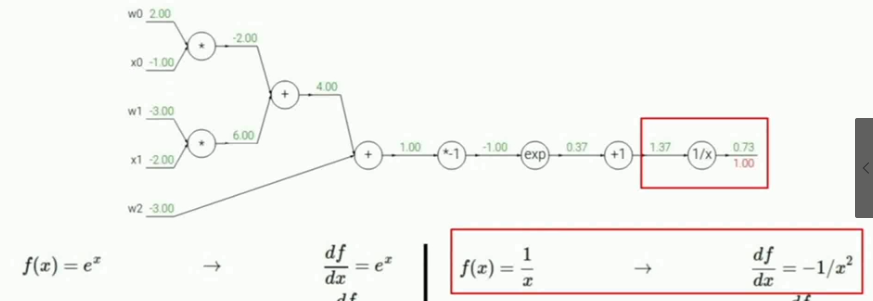 w0 2.00
* -2.00
x0 -1.00
+ 4.00
w1 -3.00
* 6.00
x1 -2.00
+ 1.00 *-1 -1.00 exp 0.37 +1 1.37 1/x 0.73
1.00
w2 -3.00
f(x) = e^x → df/dx = e^x f(x) = 1/x → df/dx = -1/x^2